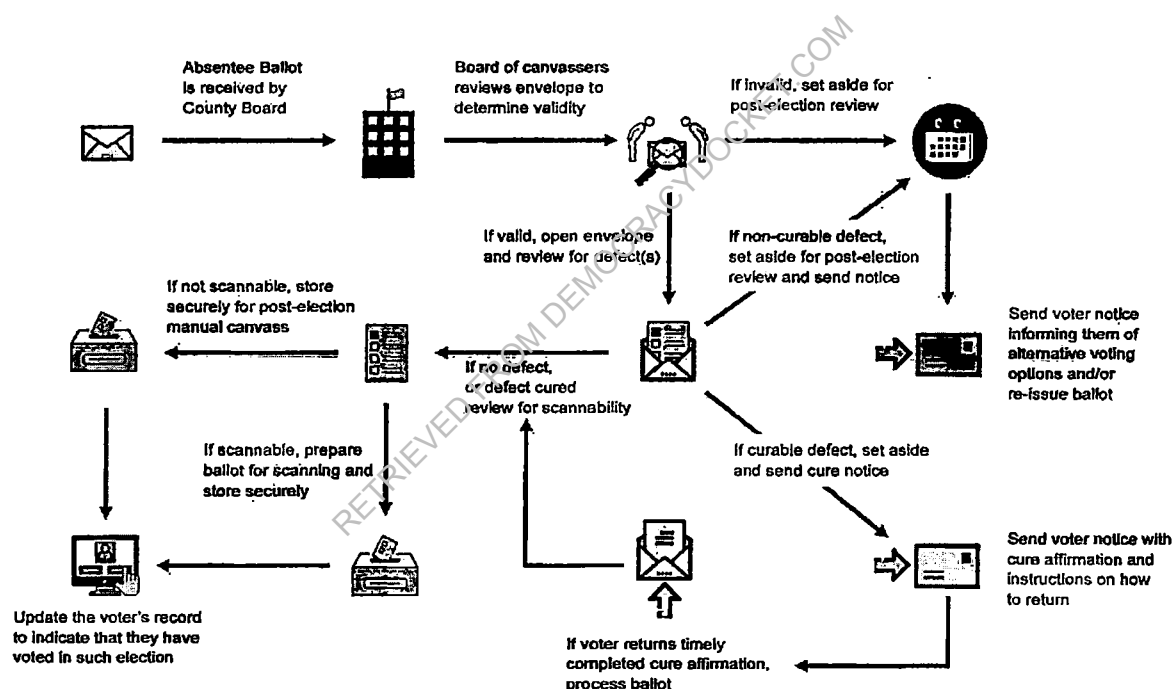 Absentee Ballot
is received by
County Board
Board of canvassers
reviews envelope to
determine validity
If invalid, set aside for
post-election review
If valid, open envelope
and review for defect(s)
If non-curable defect,
set aside for post-election
review and send notice
If not scannable, store
securely for post-election
manual canvass
Send voter notice
informing them of
alternative voting
options and/or
re-issue ballot
If no defect,
or defect cured
review for scannability
If scannable, prepare
ballot for scanning and
store securely
If curable defect, set aside
and send cure notice
Send voter notice with
cure affirmation and
instructions on how
to return
Update the voter's record
to indicate that they have
voted in such election
If voter returns timely
completed cure affirmation,
process ballot
RETRIEVED FROM DEMOCRACYDOCKET.COM